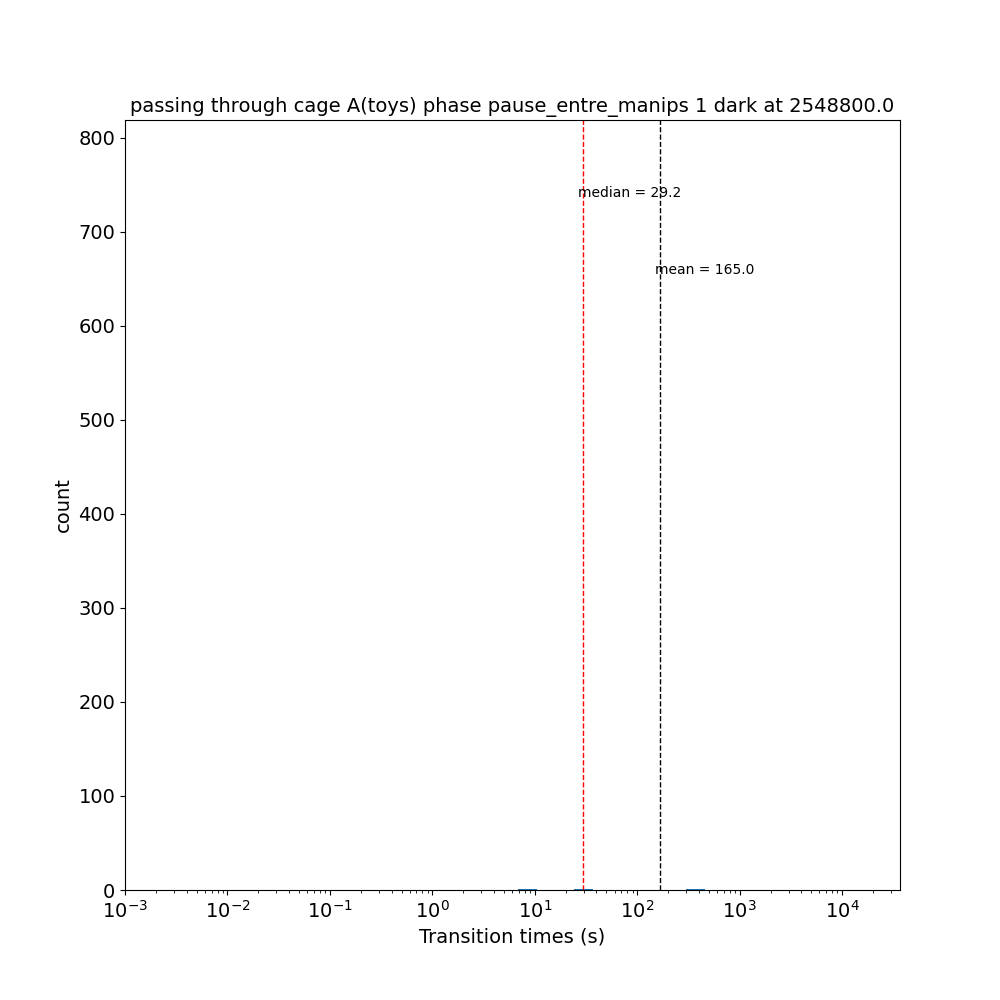 passing through cage A(toys) phase pause_entre_manips 1 dark at 2548800.0
800
median = 29.2
700
mean = 165.0
600
500
count
400
300
200
100
0
10⁻³ 10⁻² 10⁻¹ 10⁰ 10¹ 10² 10³ 10⁴
Transition times (s)